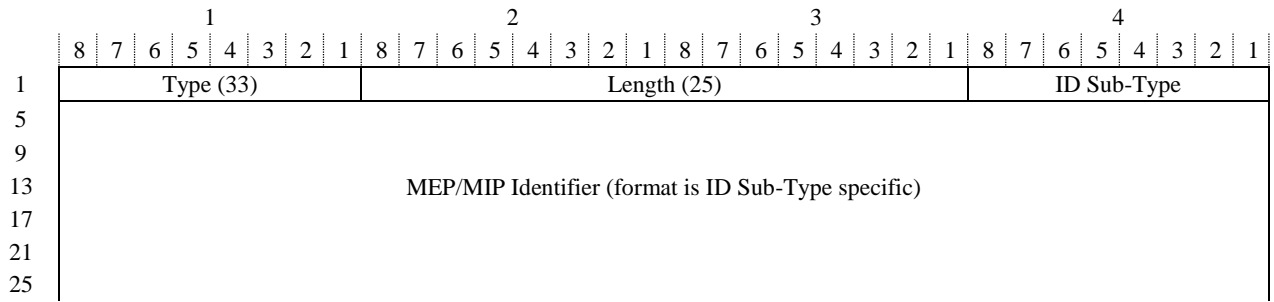 1 2 3 4
8 7 6 5 4 3 2 1 8 7 6 5 4 3 2 1 8 7 6 5 4 3 2 1 8 7 6 5 4 3 2 1
1 Type (33) Length (25) ID Sub-Type
5
9
13 MEP/MIP Identifier (format is ID Sub-Type specific)
17
21
25